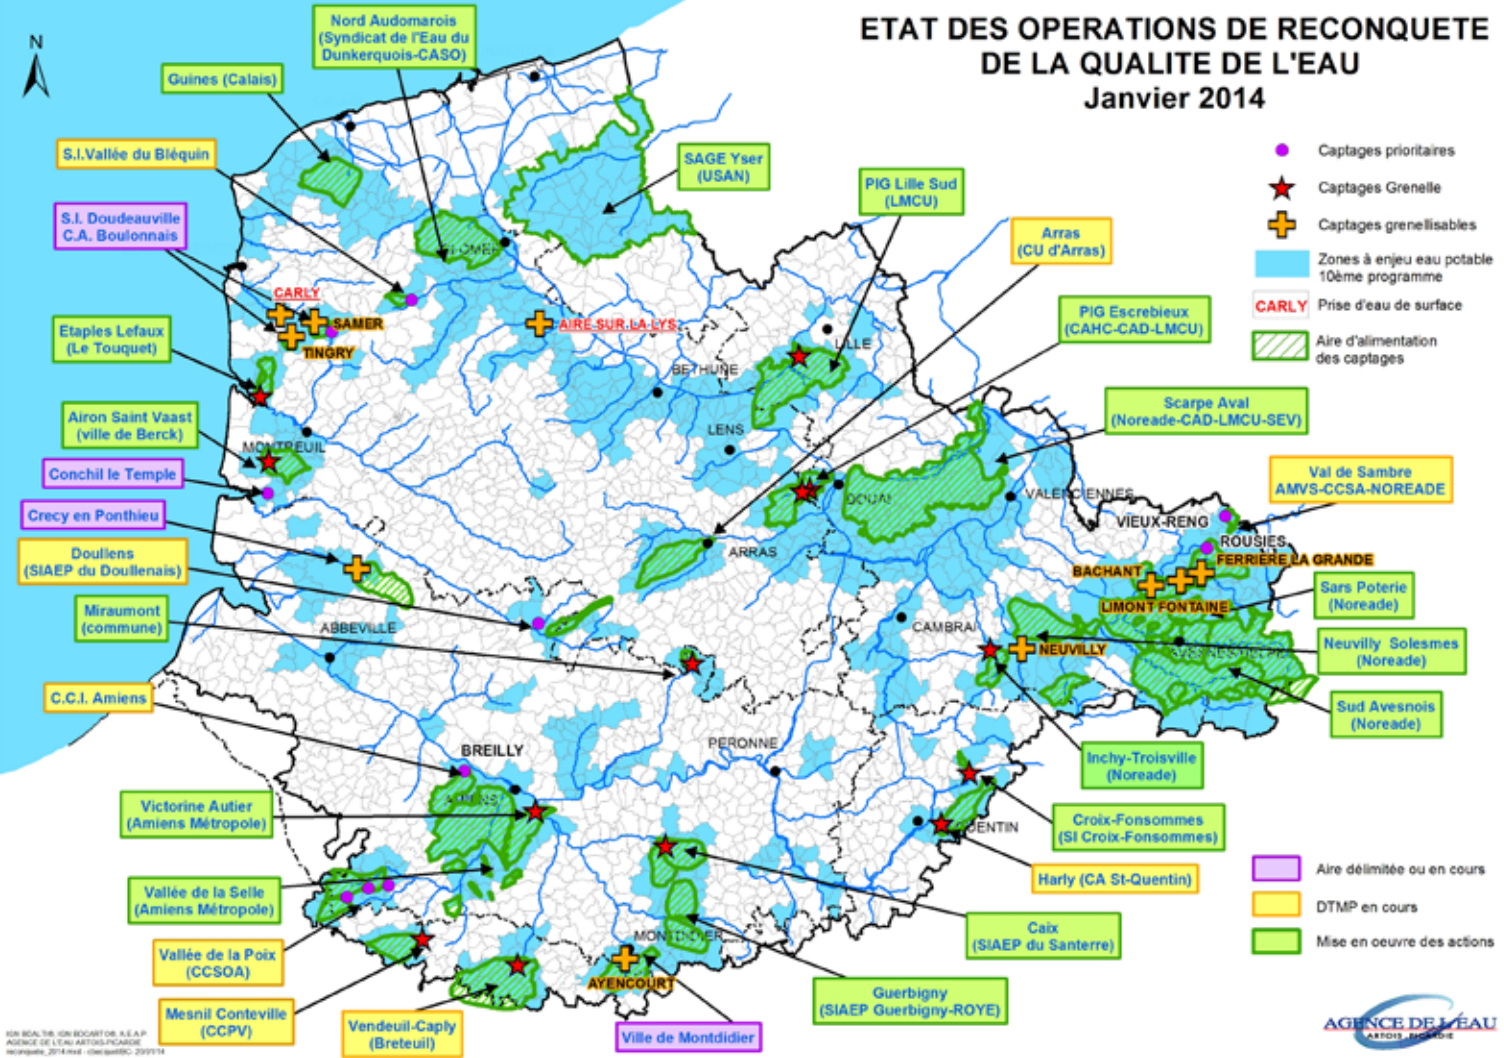 ETAT DES OPERATIONS DE RECONQUETE
DE LA QUALITE DE L'EAU
Janvier 2014
N
Nord Audomarois
(Syndicat de l'Eau du
Dunkerquois-CASO)
Guines (Calais)
S.I.Vallée du Bléquin
SAGE Yser
(USAN)
PIG Lille Sud
(LMCU)
Arras
(CU d'Arras)
S.I. Doudeauville
C.A. Boulonnais
PIG Escrebieux
(CAHC-CAD-LMCU)
Captages prioritaires
Captages Grenelle
Captages grenellisables
Zones à enjeu eau potable
10ème programme
CARLY
Prise d'eau de surface
Aire d'alimentation
des captages
CARLY
SAMER
TINGRY
AIRE SUR LA LYS
Etaples Lefaux
(Le Touquet)
LILLE
BETHUNE
Scarpe Aval
(Noreade-CAD-LMCU-SEV)
Airon Saint Vaast
(ville de Berck)
MONTREUIL
LENS
Conchil le Temple
DOUAI
VALENCIENNES
Val de Sambre
AMVS-CCSA-NOREADE
Crecy en Ponthieu
VIEUX-RENG
ROUSIES
Doullens
(SIAEP du Doullenais)
ARRAS
FERRIERE LA GRANDE
BACHANT
LIMONT FONTAINE
Sars Poterie
(Noreade)
Miraumont
(commune)
ABBEVILLE
CAMBRAI
NEUVILLY
Neuvilly Solesmes
(Noreade)
C.C.I. Amiens
Sud Avesnois
(Noreade)
BREILLY
PERONNE
Inchy-Troisville
(Noreade)
Victorine Autier
(Amiens Métropole)
AMIENS
Croix-Fonsommes
(SI Croix-Fonsommes)
Harly (CA St-Quentin)
Vallée de la Selle
(Amiens Métropole)
Caix
(SIAEP du Santerre)
MONTDIDIER
Vallée de la Poix
(CCSOA)
AYENCOURT
Guerbigny
(SIAEP Guerbigny-ROYE)
Mesnil Conteville
(CCPV)
Vendeuil-Caply
(Breteuil)
Ville de Montdidier
Aire délimitée ou en cours
DTMP en cours
Mise en oeuvre des actions
AGENCE DE L'EAU
ARTOIS-PICARDIE